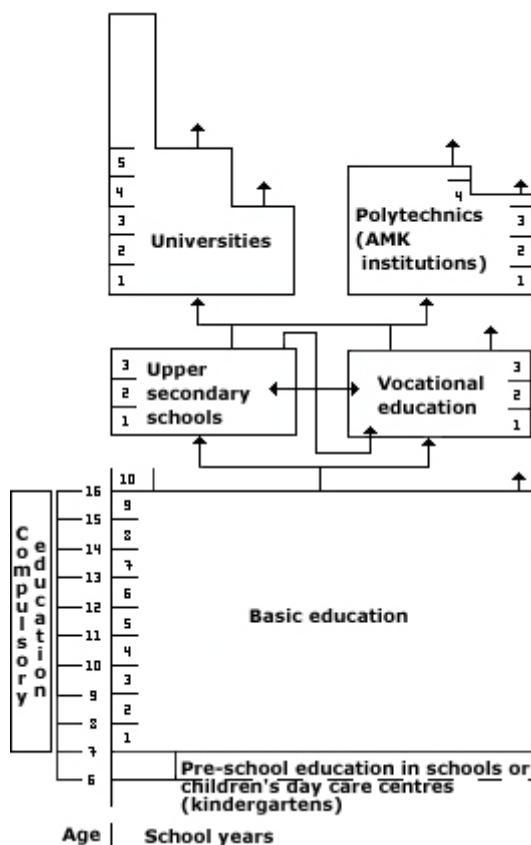 5
4
3
2
1
Universities
4
3
2
1
Polytechnics
(AMK
institutions)
3
2
1
Upper
secondary
schools
Vocational
education
3
2
1
Compulsory
education
16
15
14
13
12
11
10
9
8
7
6
10
9
8
7
6
5
4
3
2
1
Basic education
Pre-school education in schools or
children's day care centres
(kindergartens)
Age
School years